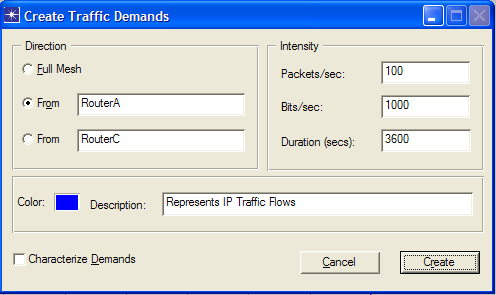 Create Traffic Demands
Direction
Full Mesh
From RouterA
From RouterC
Intensity
Packets/sec: 100
Bits/sec: 1000
Duration (secs): 3600
Color: Description: Represents IP Traffic Flows
Characterize Demands
Cancel Create